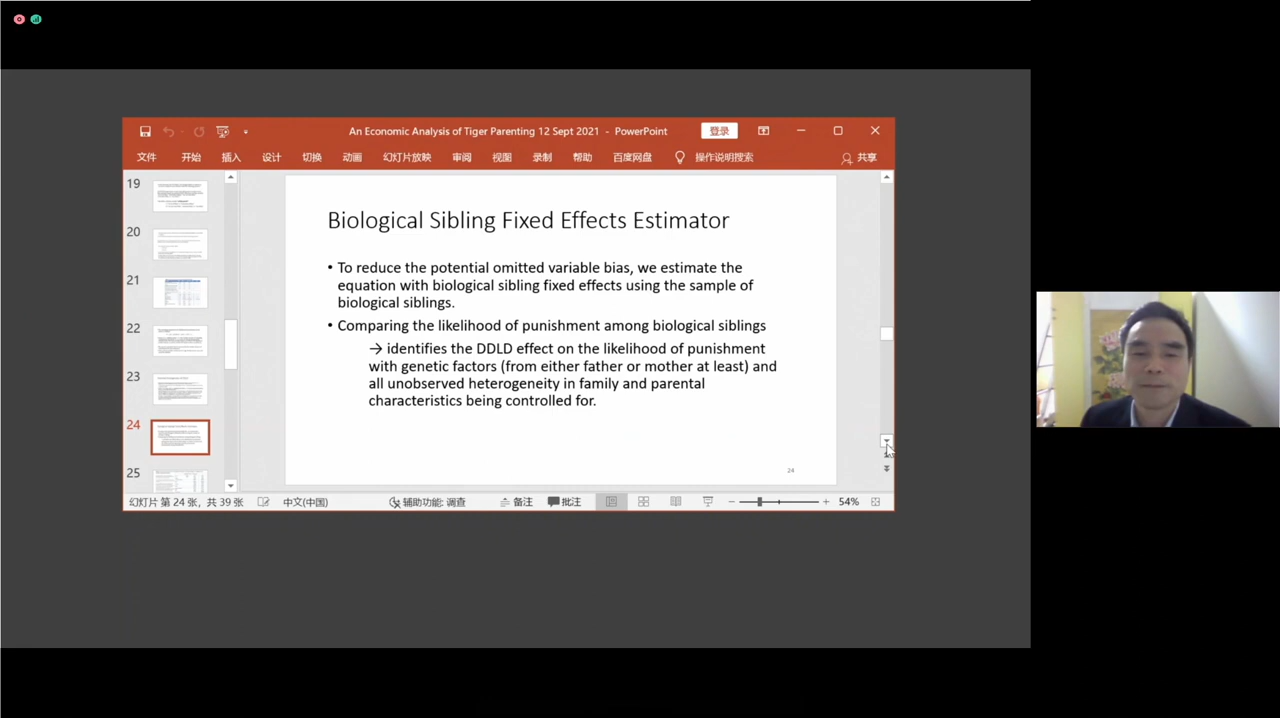 An Economic Analysis of Tiger Parenting 12 Sept 2021 - PowerPoint
登录
文件 开始 插入 设计 切换 动画 幻灯片放映 审阅 视图 录制 帮助 百度网盘 操作说明搜索 共享
19
20
21
22
23
24
25
Biological Sibling Fixed Effects Estimator
• To reduce the potential omitted variable bias, we estimate the
equation with biological sibling fixed effects using the sample of
biological siblings.
• Comparing the likelihood of punishment among biological siblings
→ identifies the DDLD effect on the likelihood of punishment
with genetic factors (from either father or mother at least) and
all unobserved heterogeneity in family and parental
characteristics being controlled for.
24
幻灯片 第 24 张，共 39 张 中文(中国) 辅助功能: 调查 备注 批注 54%